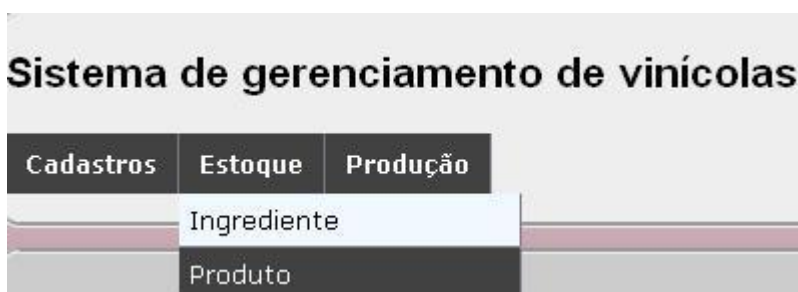 Sistema de gerenciamento de vinícolas
Cadastros Estoque Produção
Ingrediente
Produto